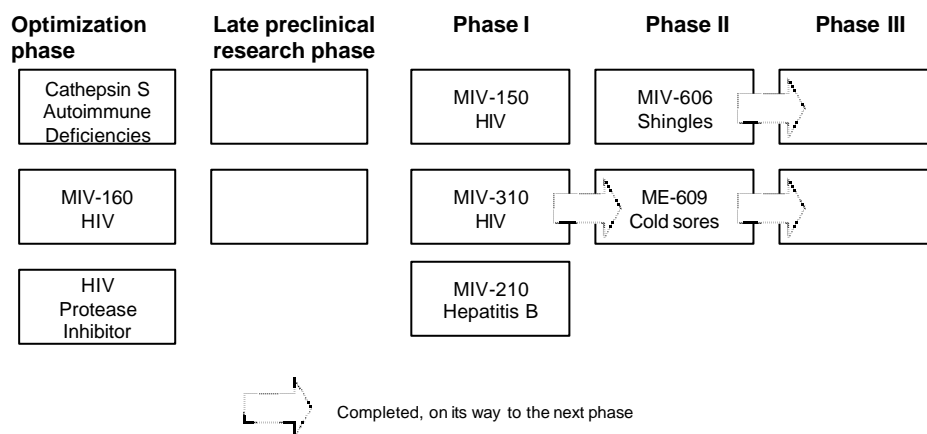 Optimization
phase
Late preclinical
research phase
Phase I
Phase II
Phase III
Cathepsin S
Autoimmune
Deficiencies
MIV-150
HIV
MIV-606
Shingles
MIV-160
HIV
MIV-310
HIV
ME-609
Cold sores
HIV
Protease
Inhibitor
MIV-210
Hepatitis B
Completed, on its way to the next phase